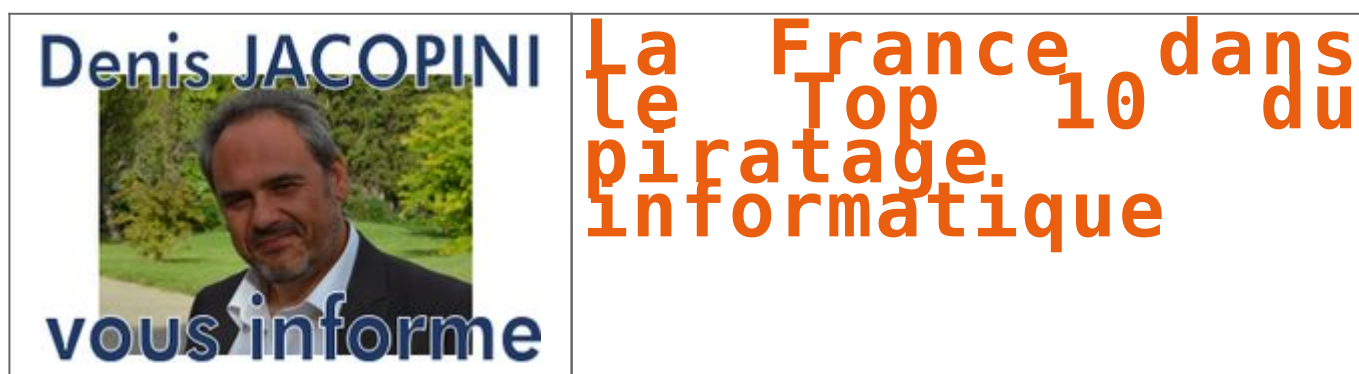 Denis JACOPINI
vous informe
La France dans
le Top 10 du
piratage
informatique